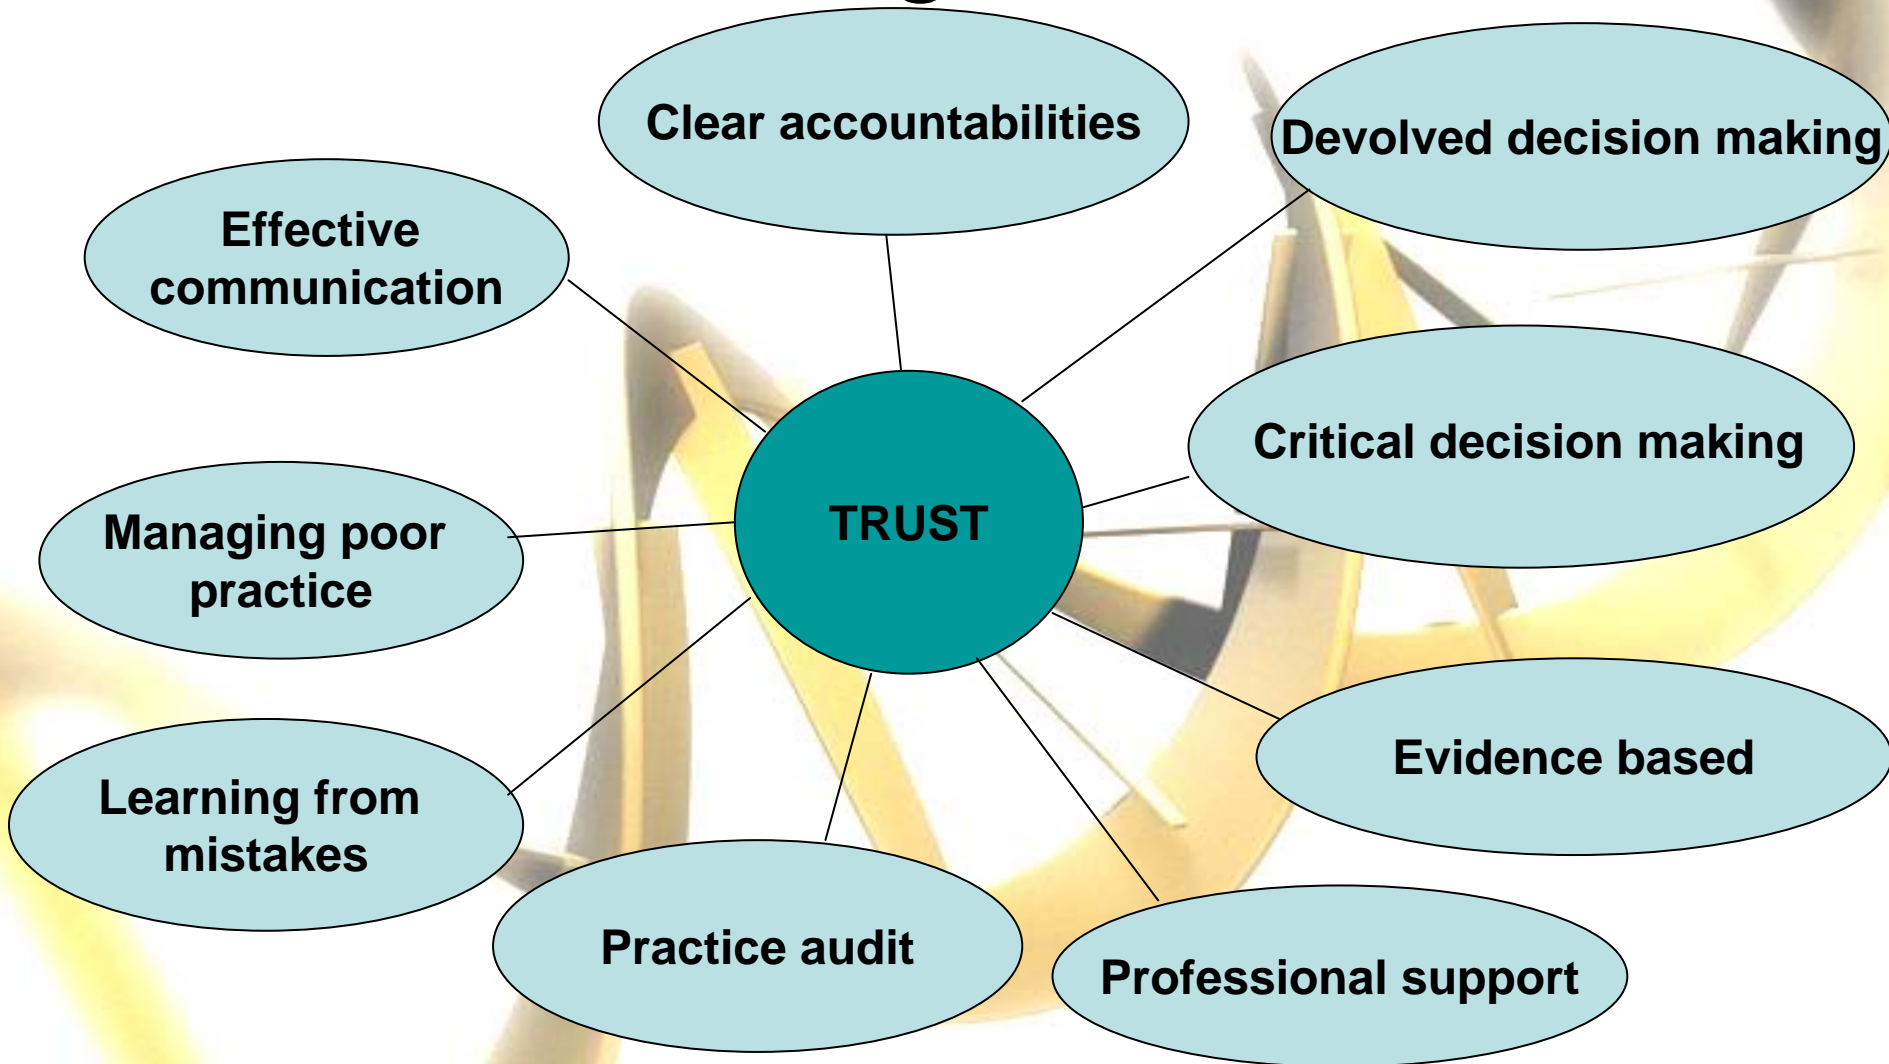 Clear accountabilities
Devolved decision making
Effective
communication
Critical decision making
TRUST
Managing poor
practice
Evidence based
Learning from
mistakes
Practice audit
Professional support